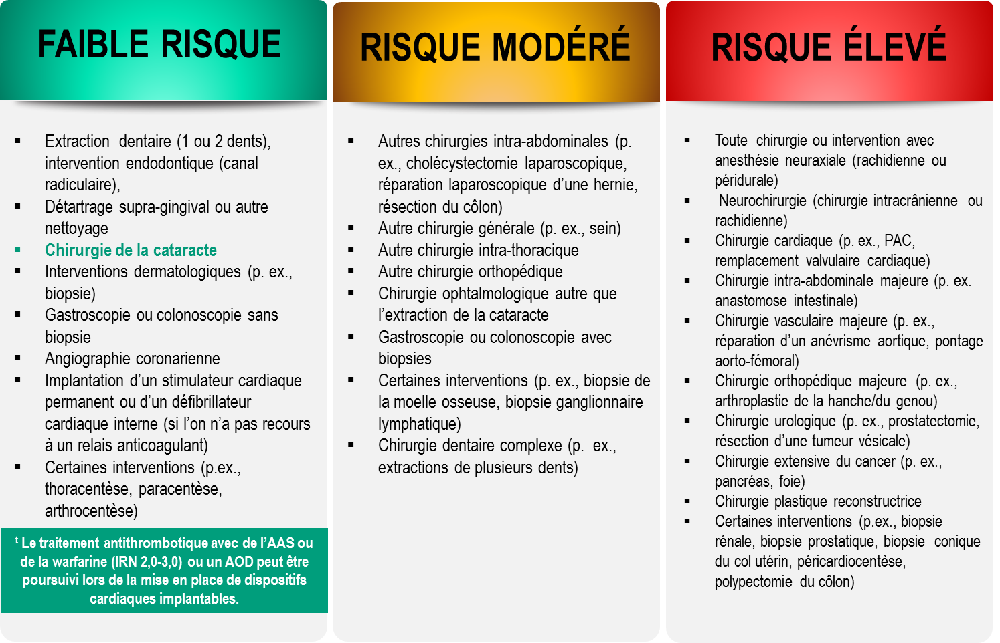 FAIBLE RISQUE
▪ Extraction dentaire (1 ou 2 dents),
intervention endodontique (canal
radiculaire),
▪ Détartrage supra-gingival ou autre
nettoyage
▪ Chirurgie de la cataracte
▪ Interventions dermatologiques (p. ex.,
biopsie)
▪ Gastroscopie ou colonoscopie sans
biopsie
▪ Angiographie coronarienne
▪ Implantation d’un stimulateur cardiaque
permanent ou d’un défibrillateur
cardiaque interne (si l’on n’a pas recours
à un relais anticoagulant)
▪ Certaines interventions (p.ex.,
thoracentèse, paracentèse,
arthrocentèse)
t Le traitement antithrombotique avec de l’AAS ou
de la warfarine (IRN 2,0-3,0) ou un AOD peut être
poursuivi lors de la mise en place de dispositifs
cardiaques implantables.
RISQUE MODÉRÉ
▪ Autres chirurgies intra-abdominales (p.
ex., cholécystectomie laparoscopique,
réparation laparoscopique d’une hernie,
résection du côlon)
▪ Autre chirurgie générale (p. ex., sein)
▪ Autre chirurgie intra-thoracique
▪ Autre chirurgie orthopédique
▪ Chirurgie ophtalmologique autre que
l’extraction de la cataracte
▪ Gastroscopie ou colonoscopie avec
biopsies
▪ Certaines interventions (p. ex., biopsie de
la moelle osseuse, biopsie ganglionnaire
lymphatique)
▪ Chirurgie dentaire complexe (p. ex.,
extractions de plusieurs dents)
RISQUE ÉLEVÉ
▪ Toute chirurgie ou intervention avec
anesthésie neuraxiale (rachidienne ou
péridurale)
▪ Neurochirurgie (chirurgie intracrânienne ou
rachidienne)
▪ Chirurgie cardiaque (p. ex., PAC,
remplacement valvulaire cardiaque)
▪ Chirurgie intra-abdominale majeure (p. ex.
anastomose intestinale)
▪ Chirurgie vasculaire majeure (p. ex.,
réparation d’un anévrisme aortique, pontage
aorto-fémoral)
▪ Chirurgie orthopédique majeure (p. ex.,
arthroplastie de la hanche/du genou)
▪ Chirurgie urologique (p. ex., prostatectomie,
résection d’une tumeur vésicale)
▪ Chirurgie extensive du cancer (p. ex.,
pancréas, foie)
▪ Chirurgie plastique reconstructrice
▪ Certaines interventions (p.ex., biopsie
rénale, biopsie prostatique, biopsie conique
du col utérin, péricardiocentèse,
polypectomie du côlon)